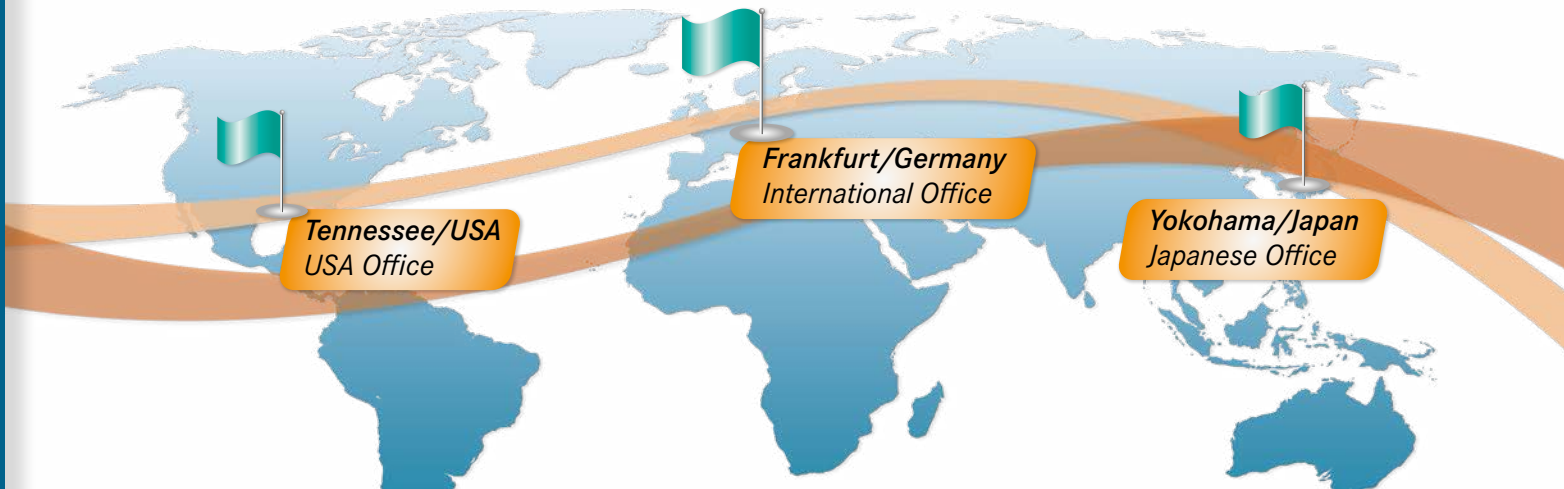 Tennessee/USA
USA Office
Frankfurt/Germany
International Office
Yokohama/Japan
Japanese Office